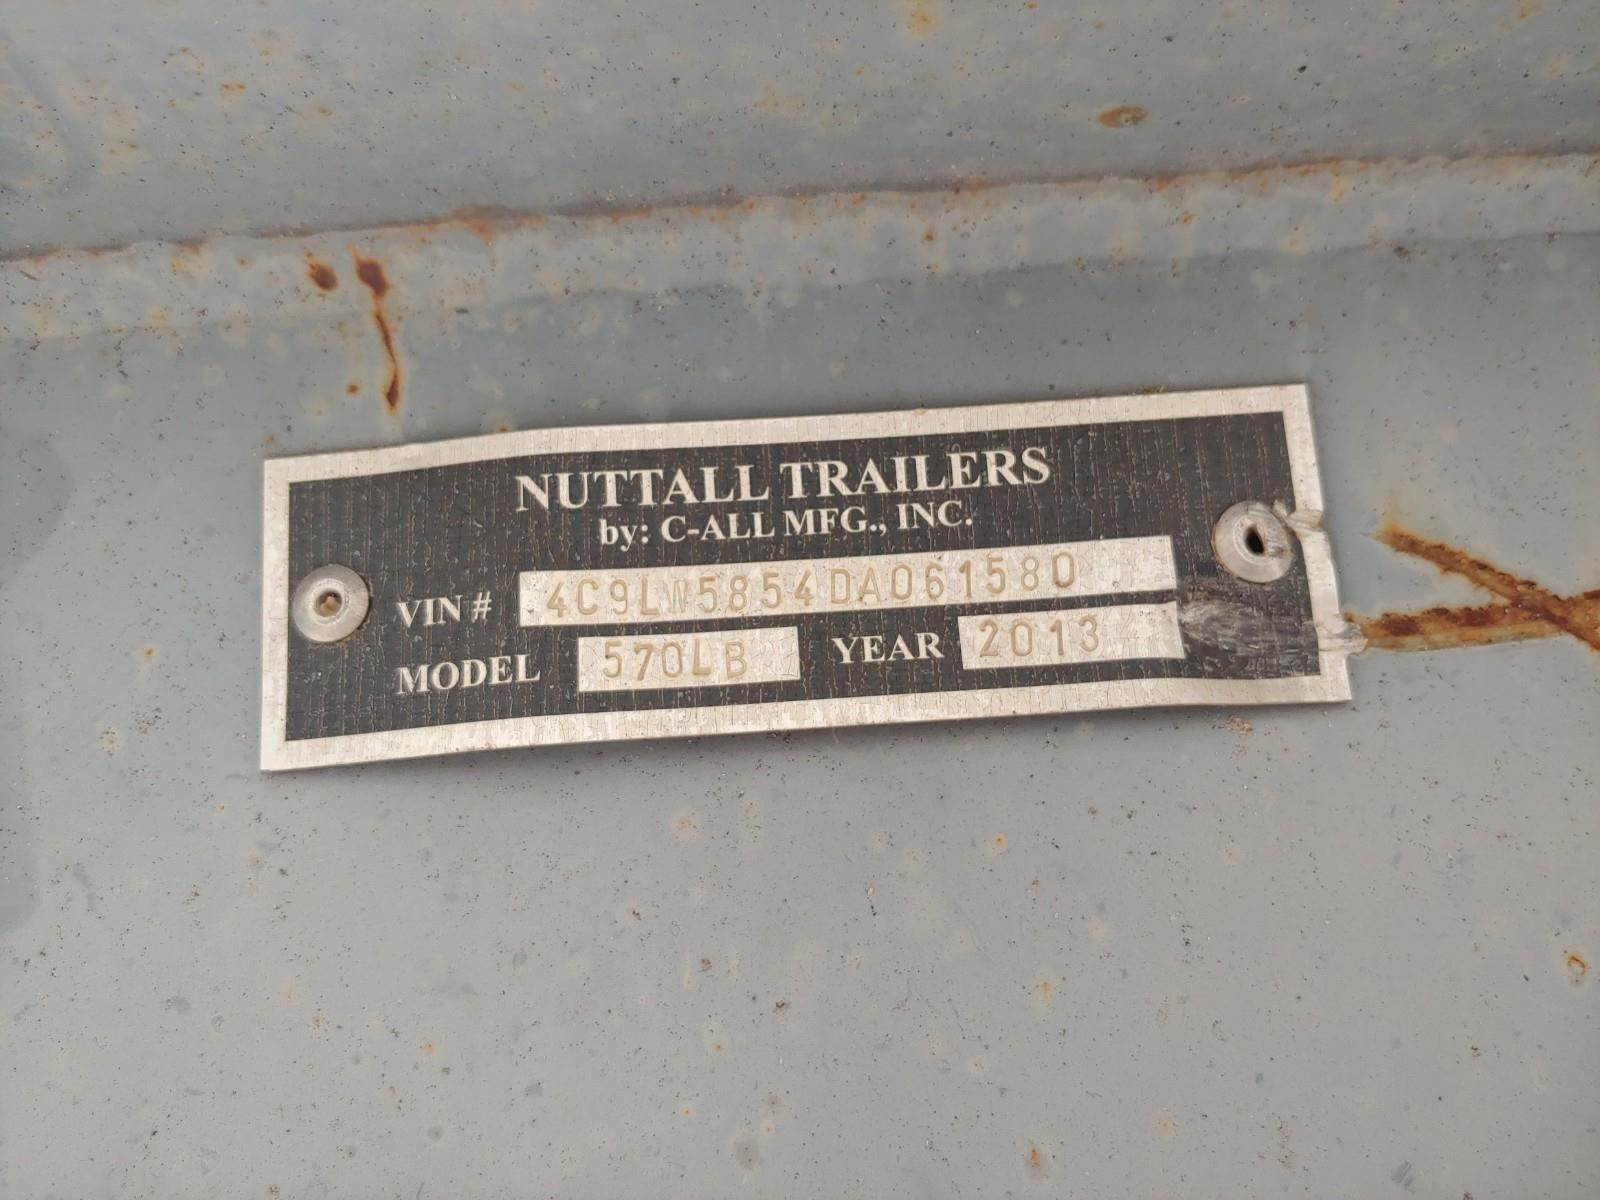 NUTTALL TRAILERS
by: C-ALL MFG., INC.
VIN # 4C9LW5854DA061580
MODEL 570LB YEAR 2013